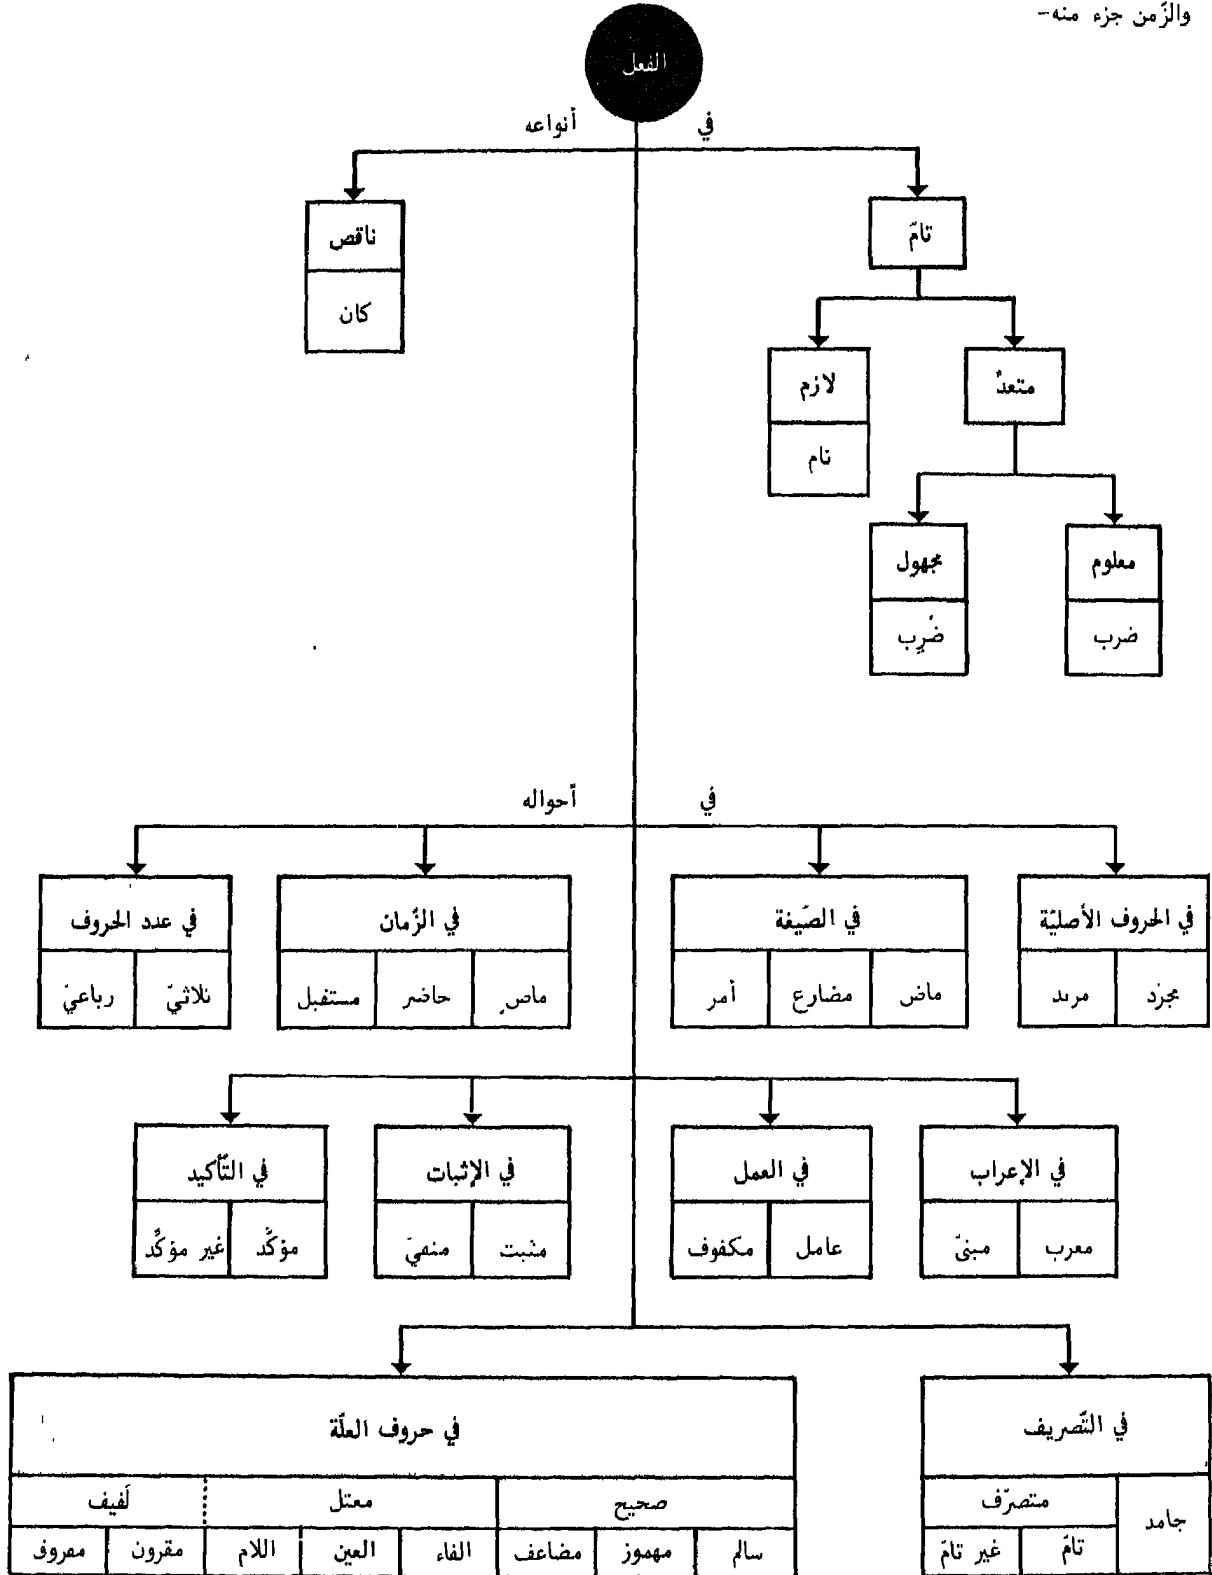 والزّمن جزء منه-
الفعل
في أنواعه
تامّ ناقص
كان
متعدٍّ لازم
نام
معلوم مجهول
ضرب ضُرِب
في أحواله
في الحروف الأصليّة في الصّيغة في الزّمان في عدد الحروف
مجرّد مزيد ماض مضارع أمر ماضٍ حاضر مستقبل ثلاثيّ رباعيّ
في الإعراب في العمل في الإثبات في التّأكيد
معرب مبنيّ عامل مكفوف مثبت منفيّ مؤكَّد غير مؤكَّد
في التّصريف في حروف العلّة
جامد متصرّف صحيح معتل لَفيف
تامّ غير تامّ سالم مهموز مضاعف الفاء العين اللام مقرون مفروق